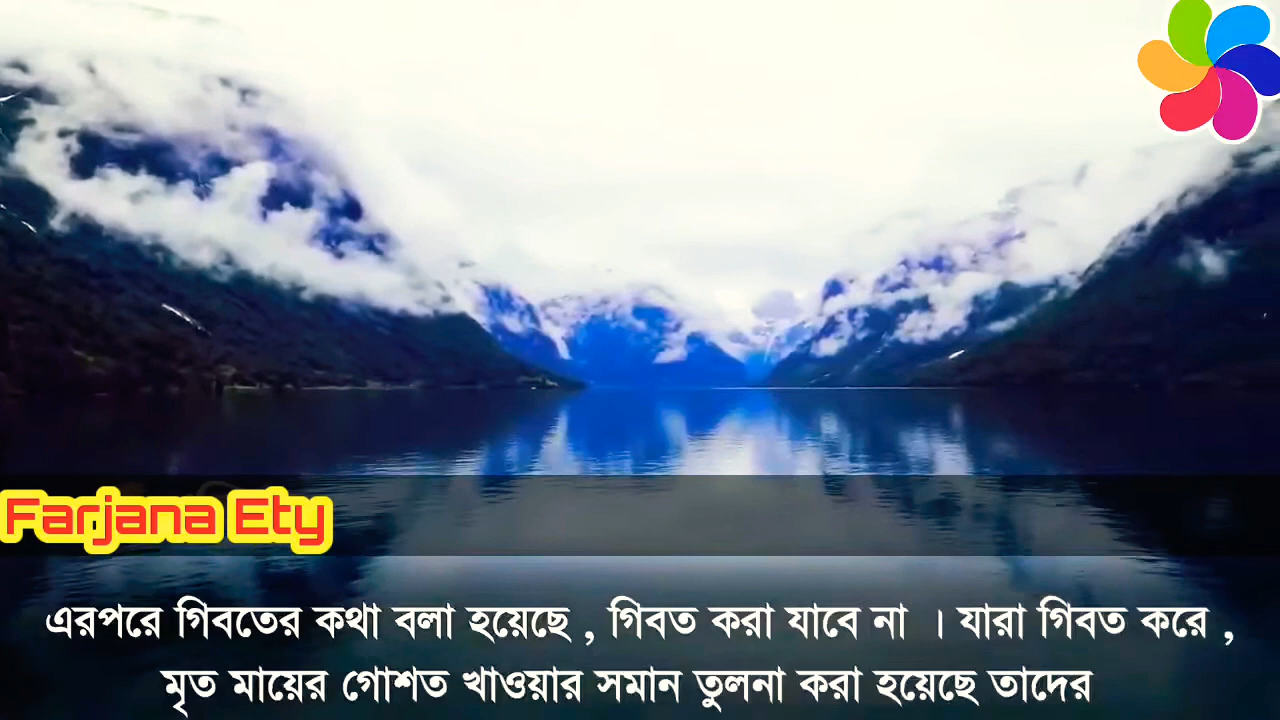 Farjana Ety
এরপরে গিবতের কথা বলা হয়েছে , গিবত করা যাবে না । যারা গিবত করে ,
মৃত মায়ের গোশত খাওয়ার সমান তুলনা করা হয়েছে তাদের